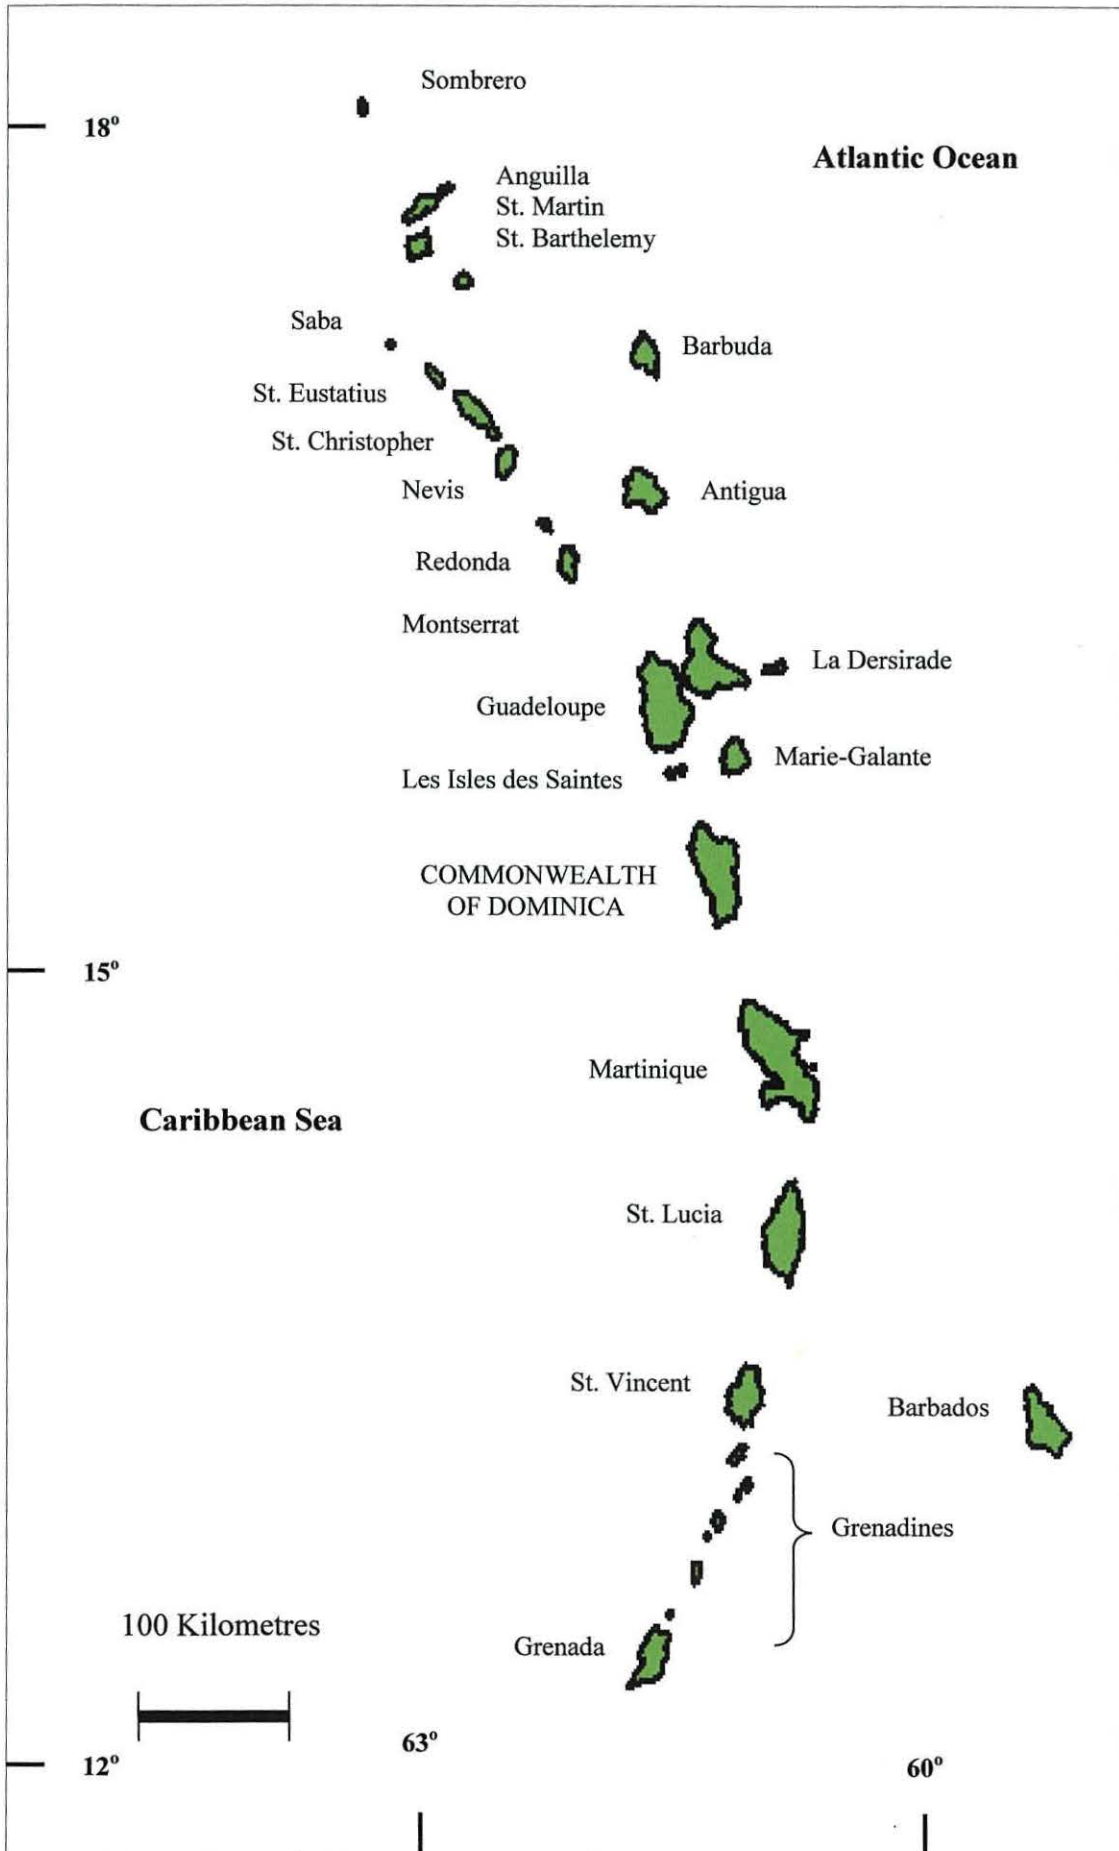 Sombrero
18°
Atlantic Ocean
Anguilla
St. Martin
St. Barthelemy
Saba
Barbuda
St. Eustatius
St. Christopher
Nevis
Antigua
Redonda
Montserrat
La Dersirade
Guadeloupe
Marie-Galante
Les Isles des Saintes
COMMONWEALTH
OF DOMINICA
15°
Martinique
Caribbean Sea
St. Lucia
St. Vincent
Barbados
Grenadines
100 Kilometres
Grenada
63°
12°
60°